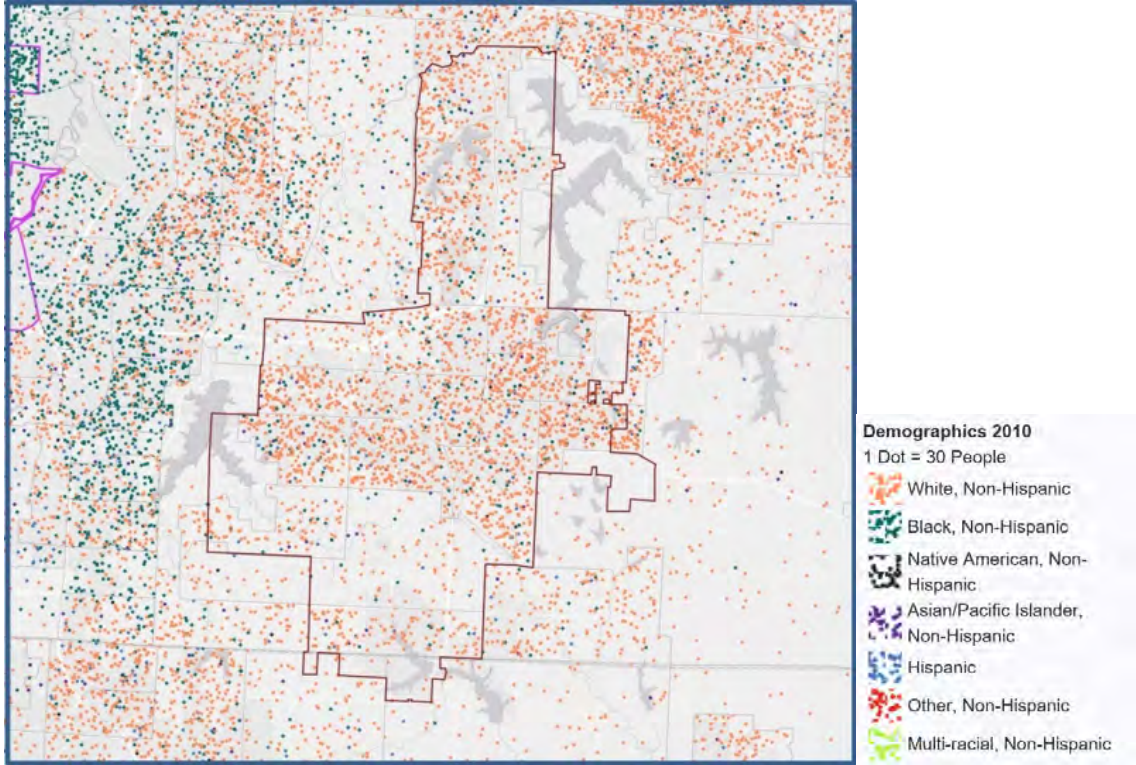 Demographics 2010
1 Dot = 30 People
White, Non-Hispanic
Black, Non-Hispanic
Native American, Non-
Hispanic
Asian/Pacific Islander,
Non-Hispanic
Hispanic
Other, Non-Hispanic
Multi-racial, Non-Hispanic